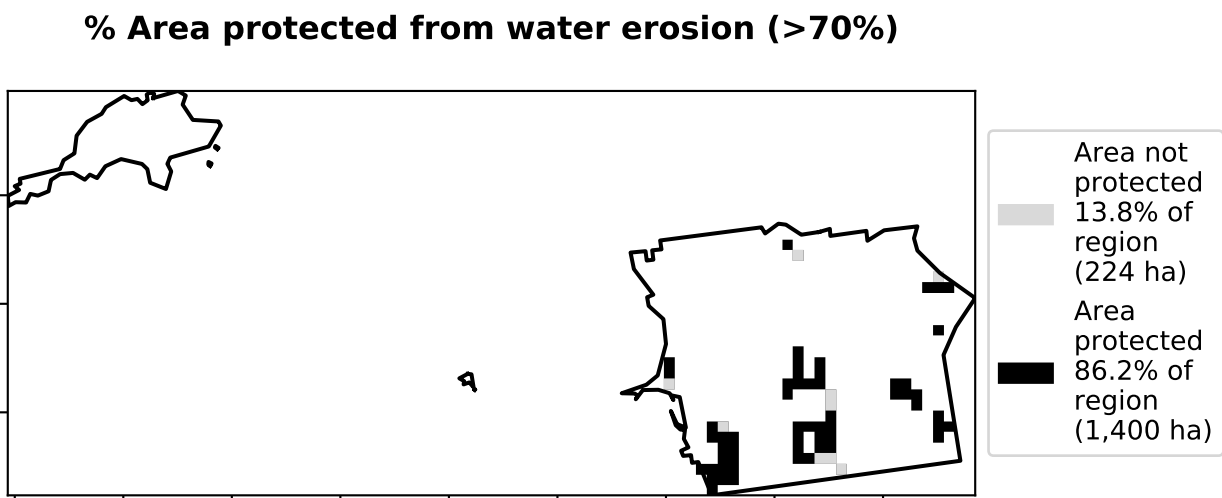 % Area protected from water erosion (>70%)
Area not
protected
13.8% of
region
(224 ha)
Area
protected
86.2% of
region
(1,400 ha)